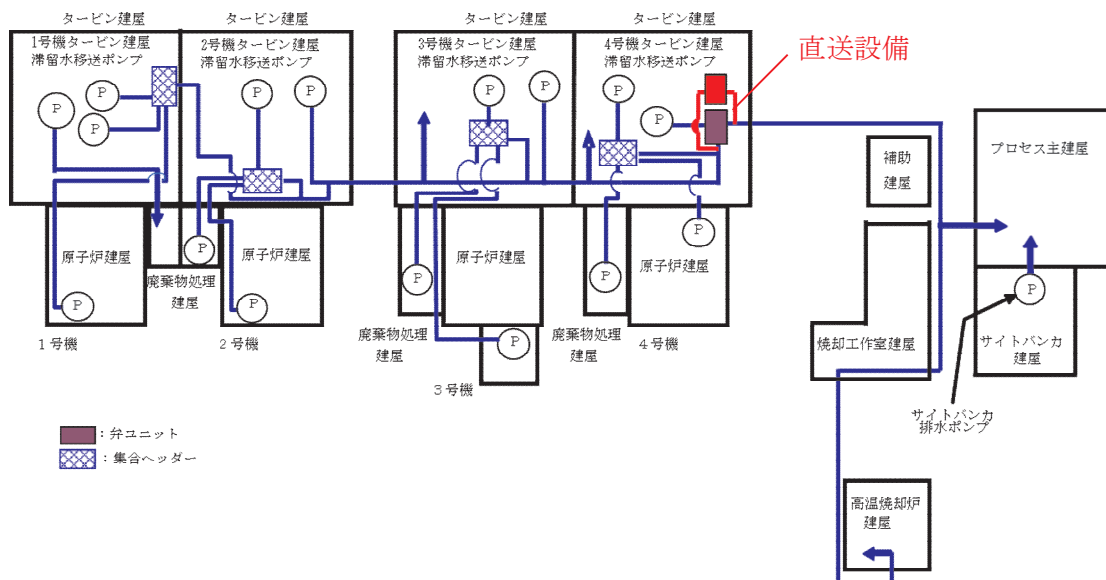 タービン建屋
タービン建屋
タービン建屋
タービン建屋
1号機タービン建屋
滞留水移送ポンプ
2号機タービン建屋
滞留水移送ポンプ
3号機タービン建屋
滞留水移送ポンプ
4号機タービン建屋
滞留水移送ポンプ
直送設備
P
P
P
P
P
P
P
P
P
補助
建屋
プロセス主建屋
原子炉建屋
P
原子炉建屋
原子炉建屋
P
原子炉建屋
P
P
P
P
P
P
廃棄物処理
建屋
廃棄物処理
建屋
廃棄物処理
建屋
1号機
2号機
3号機
4号機
焼却工作室建屋
サイトバンカ
建屋
サイトバンカ
排水ポンプ
:弁ユニット
:集合ヘッダー
高温焼却炉
建屋